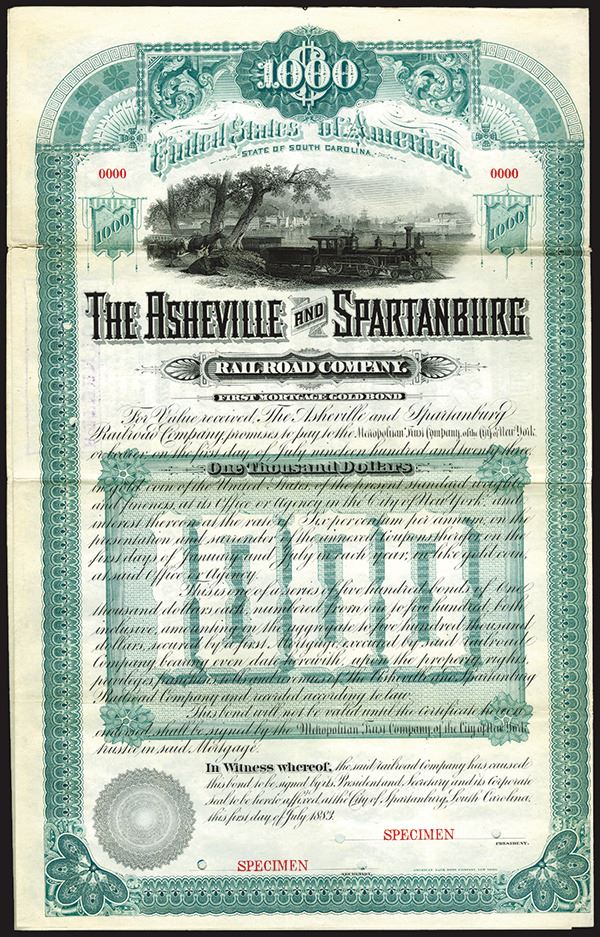 $1000
United States of America.
STATE OF SOUTH CAROLINA.
0000 0000
1000 1000
THE ASHEVILLE AND SPARTANBURG
RAILROAD COMPANY.
FIRST MORTGAGE GOLD BOND
For Value received, The Asheville and Spartanburg
Railroad Company, promises to pay to the Metropolitan Trust Company, of the City of New York
or bearer, on the first day of July nineteen hundred and twenty three,
One Thousand Dollars
in gold coin of the United States of the present standard weight
and fineness, at its Office or Agency in the City of New York, and
interest thereon at the rate of Six per centum per annum, on the
presentation and surrender of the annexed Coupons therefor on the
first days of January and July in each year, in like gold coin,
at said Office or Agency.
This is one of a series of five hundred bonds of One
thousand dollars each, numbered from one to five hundred, both
inclusive, amounting in the aggregate to five hundred thousand
dollars, secured by a first Mortgage executed by said Railroad
Company bearing even date herewith, upon the property, rights,
privileges, and revenues of the Asheville and Spartanburg
Railroad Company and recorded according to law.
This bond will not be valid until the Certificate hereon
endorsed shall be signed by the Metropolitan Trust Company of the City of New York,
trustee in said Mortgage.
In Witness whereof, the said railroad company has caused
this bond to be signed by its President and Secretary and its corporate
seal to be hereto affixed, at the City of Spartanburg, South Carolina,
this first day of July 1883.
SPECIMEN
PRESIDENT.
SPECIMEN
SECRETARY.
AMERICAN BANK NOTE COMPANY, NEW YORK.